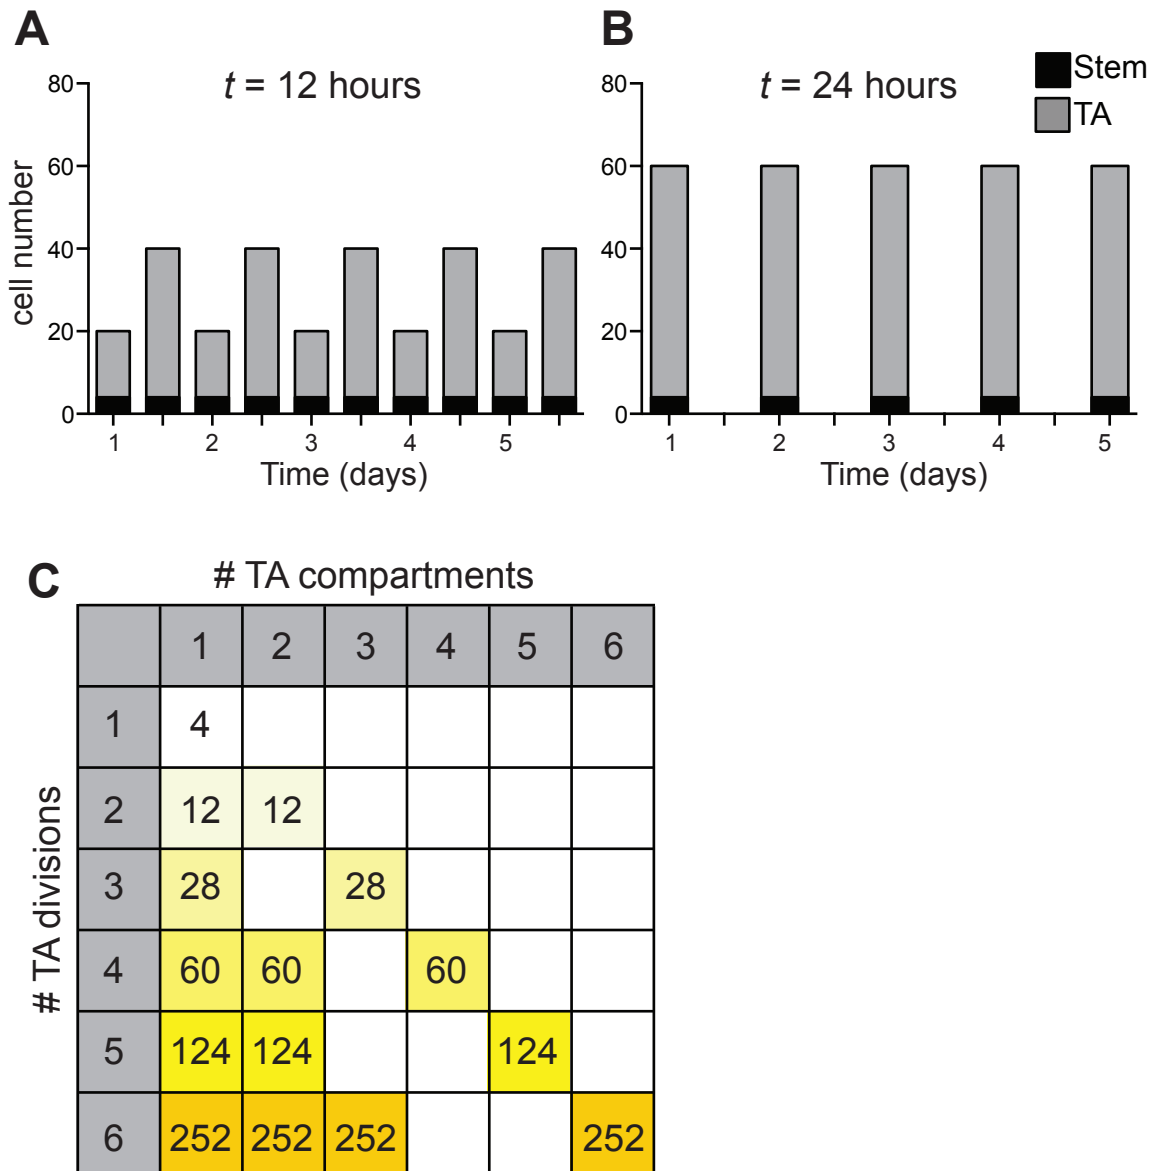 A
t = 12 hours
80
60
40
20
0
cell number
1 2 3 4 5
Time (days)
B
t = 24 hours
Stem
TA
80
60
40
20
0
1 2 3 4 5
Time (days)
C
# TA compartments
1 2 3 4 5 6
# TA divisions
1 4
2 12 12
3 28 28
4 60 60 60
5 124 124 124
6 252 252 252 252